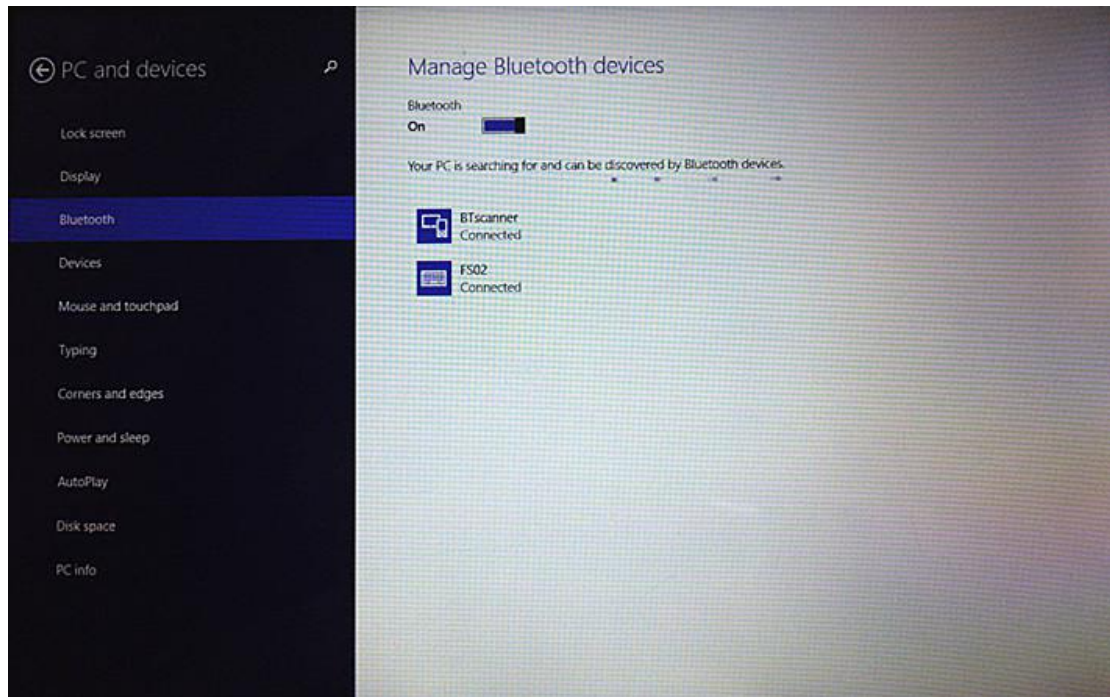 PC and devices
Lock screen
Display
Bluetooth
Devices
Mouse and touchpad
Typing
Corners and edges
Power and sleep
AutoPlay
Disk space
PC info
Manage Bluetooth devices
Bluetooth
On
Your PC is searching for and can be discovered by Bluetooth devices.
BTscanner
Connected
FS02
Connected